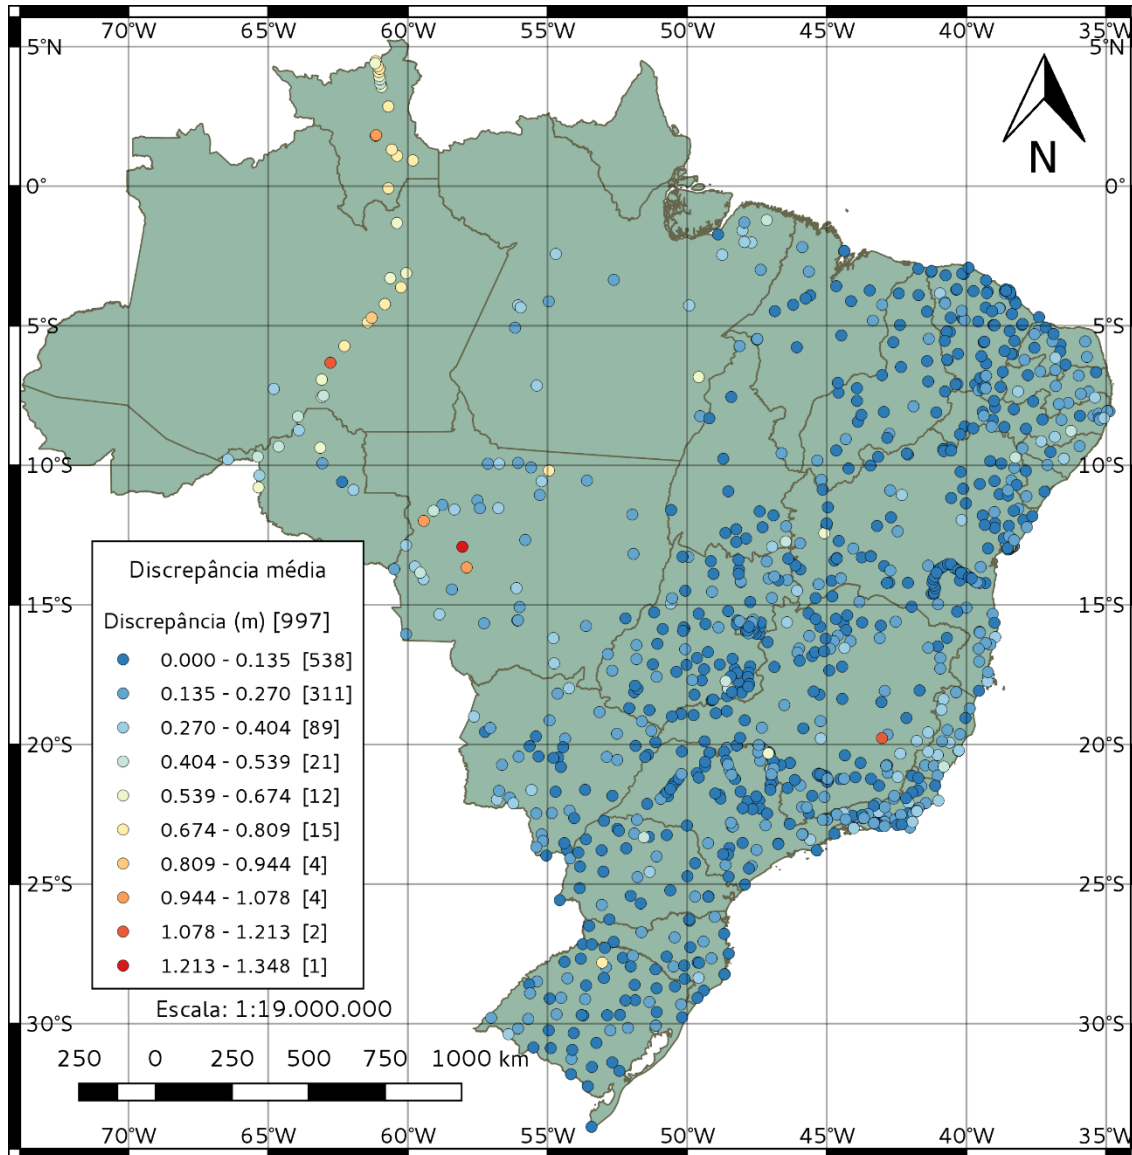 70°W 65°W 60°W 55°W 50°W 45°W 40°W 35°W
5°N 5°N
N
0° 0°
5°S 5°S
10°S 10°S
Discrepância média
Discrepância (m) [997]
0.000 - 0.135 [538]
0.135 - 0.270 [311]
0.270 - 0.404 [89]
0.404 - 0.539 [21]
0.539 - 0.674 [12]
0.674 - 0.809 [15]
0.809 - 0.944 [4]
0.944 - 1.078 [4]
1.078 - 1.213 [2]
1.213 - 1.348 [1]
15°S 15°S
20°S 20°S
25°S 25°S
Escala: 1:19.000.000
30°S 30°S
250 0 250 500 750 1000 km
70°W 65°W 60°W 55°W 50°W 45°W 40°W 35°W